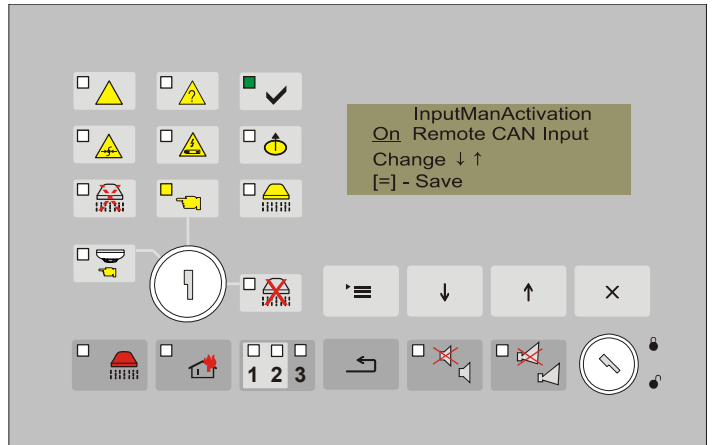 ?
InputManActivation
On Remote CAN Input
Change ↓ ↑
[=] - Save
1 2 3